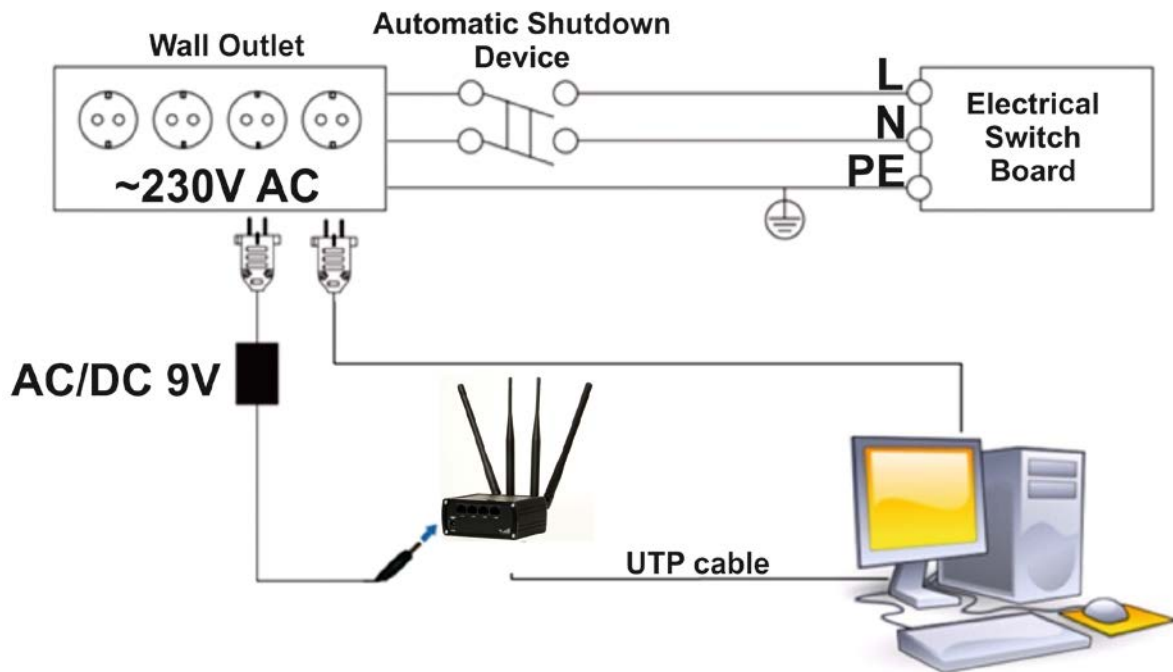 Wall Outlet
Automatic Shutdown
Device
L
N
PE
Electrical
Switch
Board
~230V AC
AC/DC 9V
UTP cable